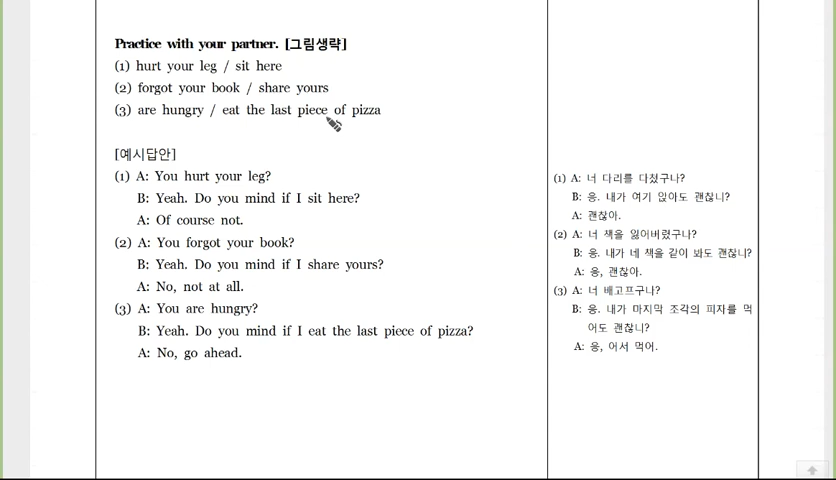 Practice with your partner. [그림생략]
(1) hurt your leg / sit here
(2) forgot your book / share yours
(3) are hungry / eat the last piece of pizza
[예시답안]
(1) A: You hurt your leg?
B: Yeah. Do you mind if I sit here?
A: Of course not.
(2) A: You forgot your book?
B: Yeah. Do you mind if I share yours?
A: No, not at all.
(3) A: You are hungry?
B: Yeah. Do you mind if I eat the last piece of pizza?
A: No, go ahead.
(1) A: 너 다리를 다쳤구나?
B: 응. 내가 여기 앉아도 괜찮니?
A: 괜찮아.
(2) A: 너 책을 잃어버렸구나?
B: 응. 내가 네 책을 같이 봐도 괜찮니?
A: 응, 괜찮아.
(3) A: 너 배고프구나?
B: 응. 내가 마지막 조각의 피자를 먹
어도 괜찮니?
A: 응, 어서 먹어.